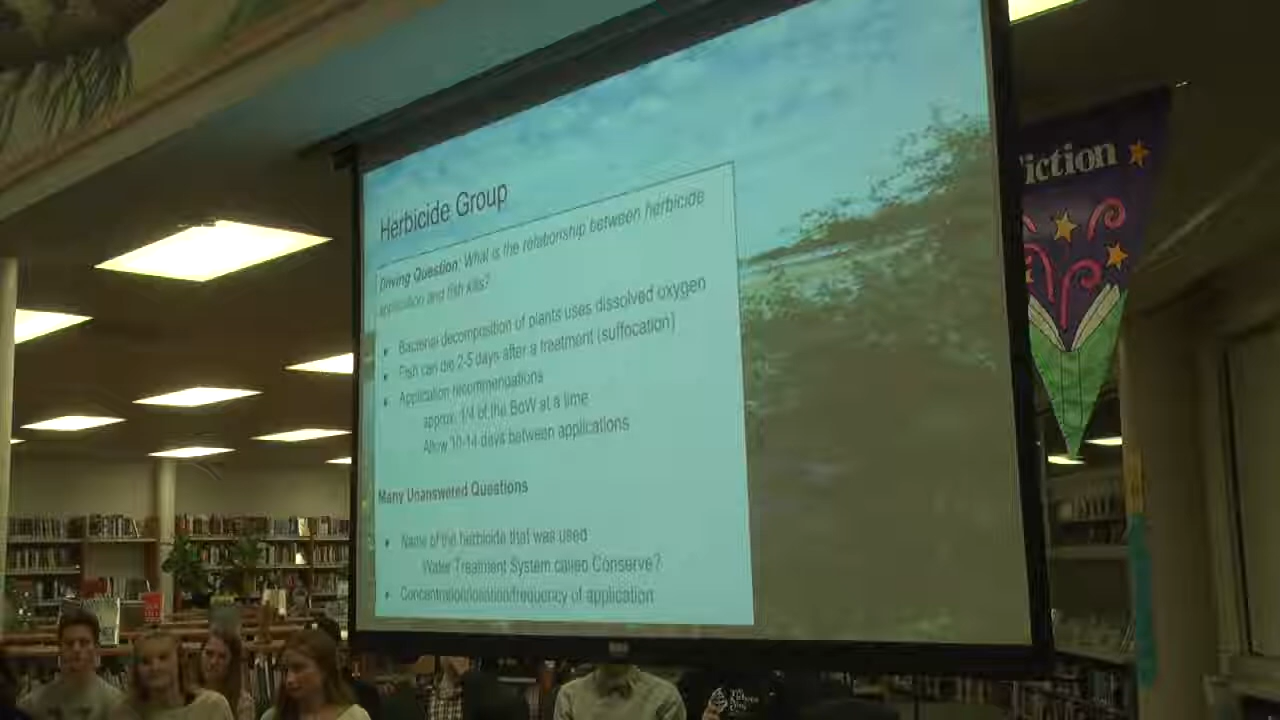 Herbicide Group
Driving Question: What is the relationship between herbicide
application and fish kills?
• Bacterial decomposition of plants uses dissolved oxygen
• Fish can die 2-5 days after a treatment (suffocation)
• Application recommendations
approx. 1/4 of the BoW at a time
Allow 10-14 days between applications
Many Unanswered Questions
• Name of the herbicide that was used
Water Treatment System called Conserve?
• Concentration/location/frequency of application
iction